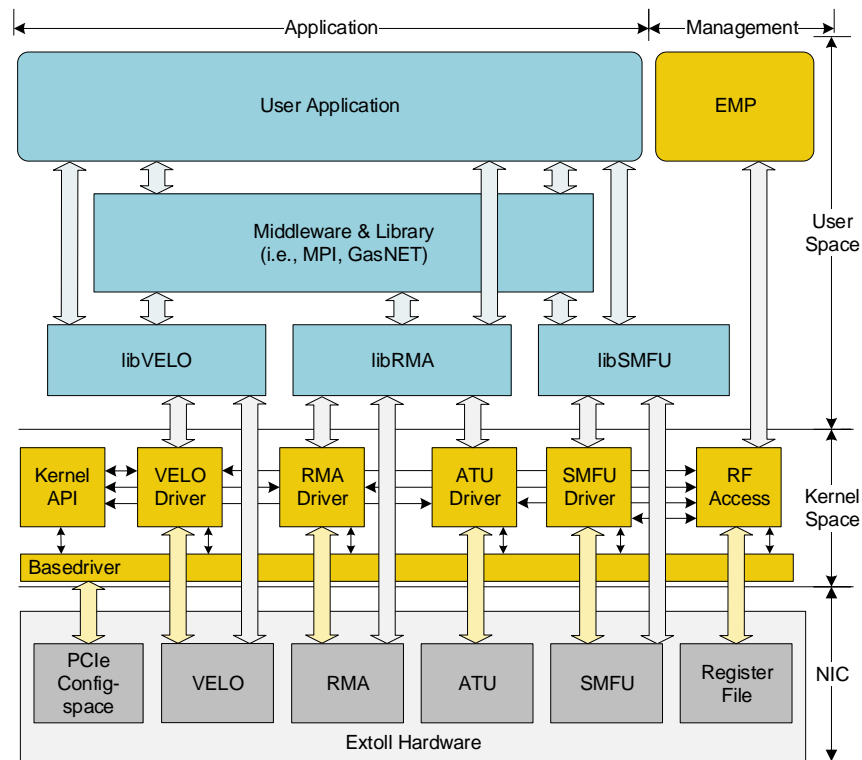 Application
Management
User Application
EMP
Middleware & Library
(i.e., MPI, GasNET)
User
Space
libVELO
libRMA
libSMFU
Kernel
API
VELO
Driver
RMA
Driver
ATU
Driver
SMFU
Driver
RF
Access
Kernel
Space
Basedriver
PCIe
Config-
space
VELO
RMA
ATU
SMFU
Register
File
NIC
Extoll Hardware